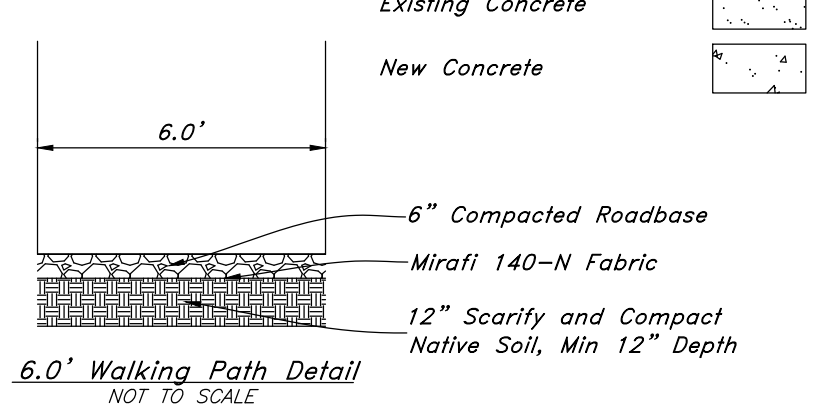 Existing Concrete
New Concrete
6.0’
6” Compacted Roadbase
Mirafi 140-N Fabric
12” Scarify and Compact
Native Soil, Min 12” Depth
6.0’ Walking Path Detail
NOT TO SCALE